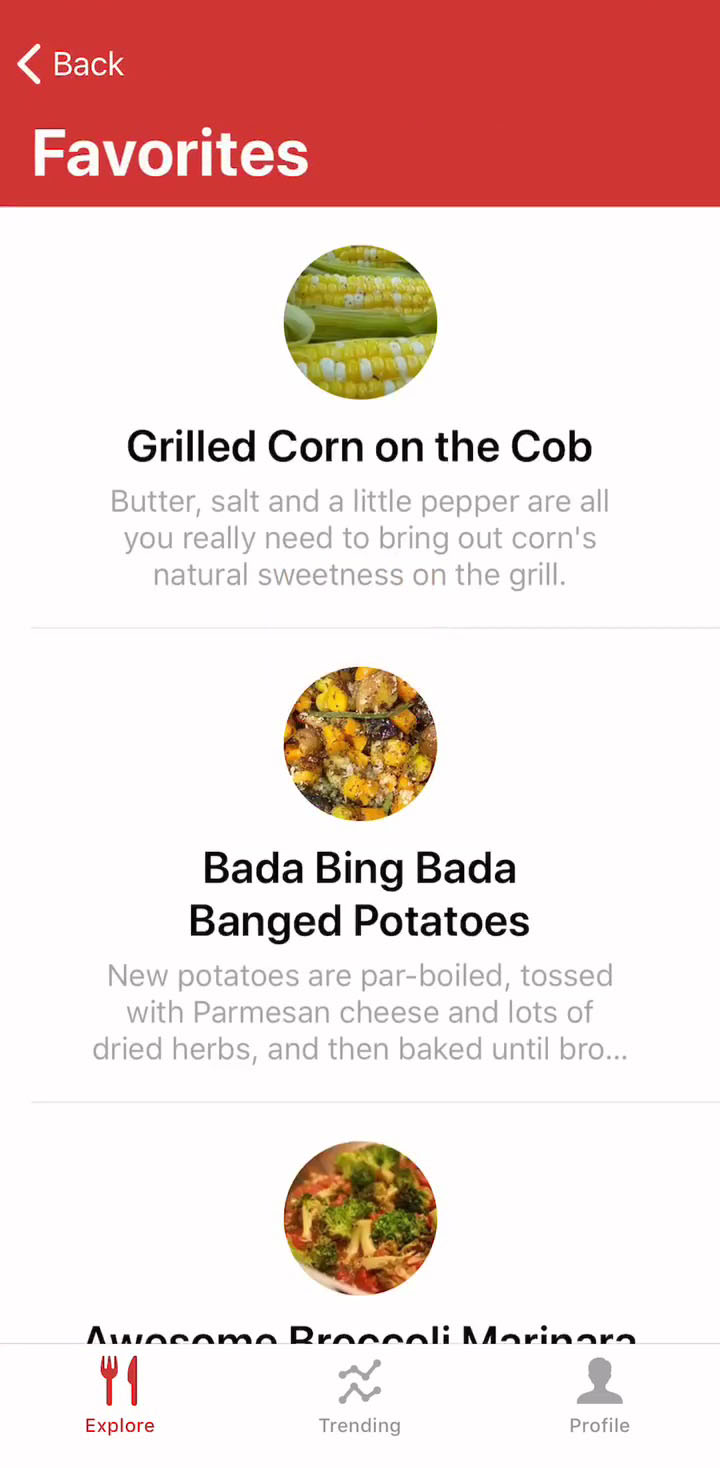 Back
Favorites
Grilled Corn on the Cob
Butter, salt and a little pepper are all
you really need to bring out corn's
natural sweetness on the grill.
Bada Bing Bada
Banged Potatoes
New potatoes are par-boiled, tossed
with Parmesan cheese and lots of
dried herbs, and then baked until bro...
Awesome Broccoli Marinara
Explore
Trending
Profile